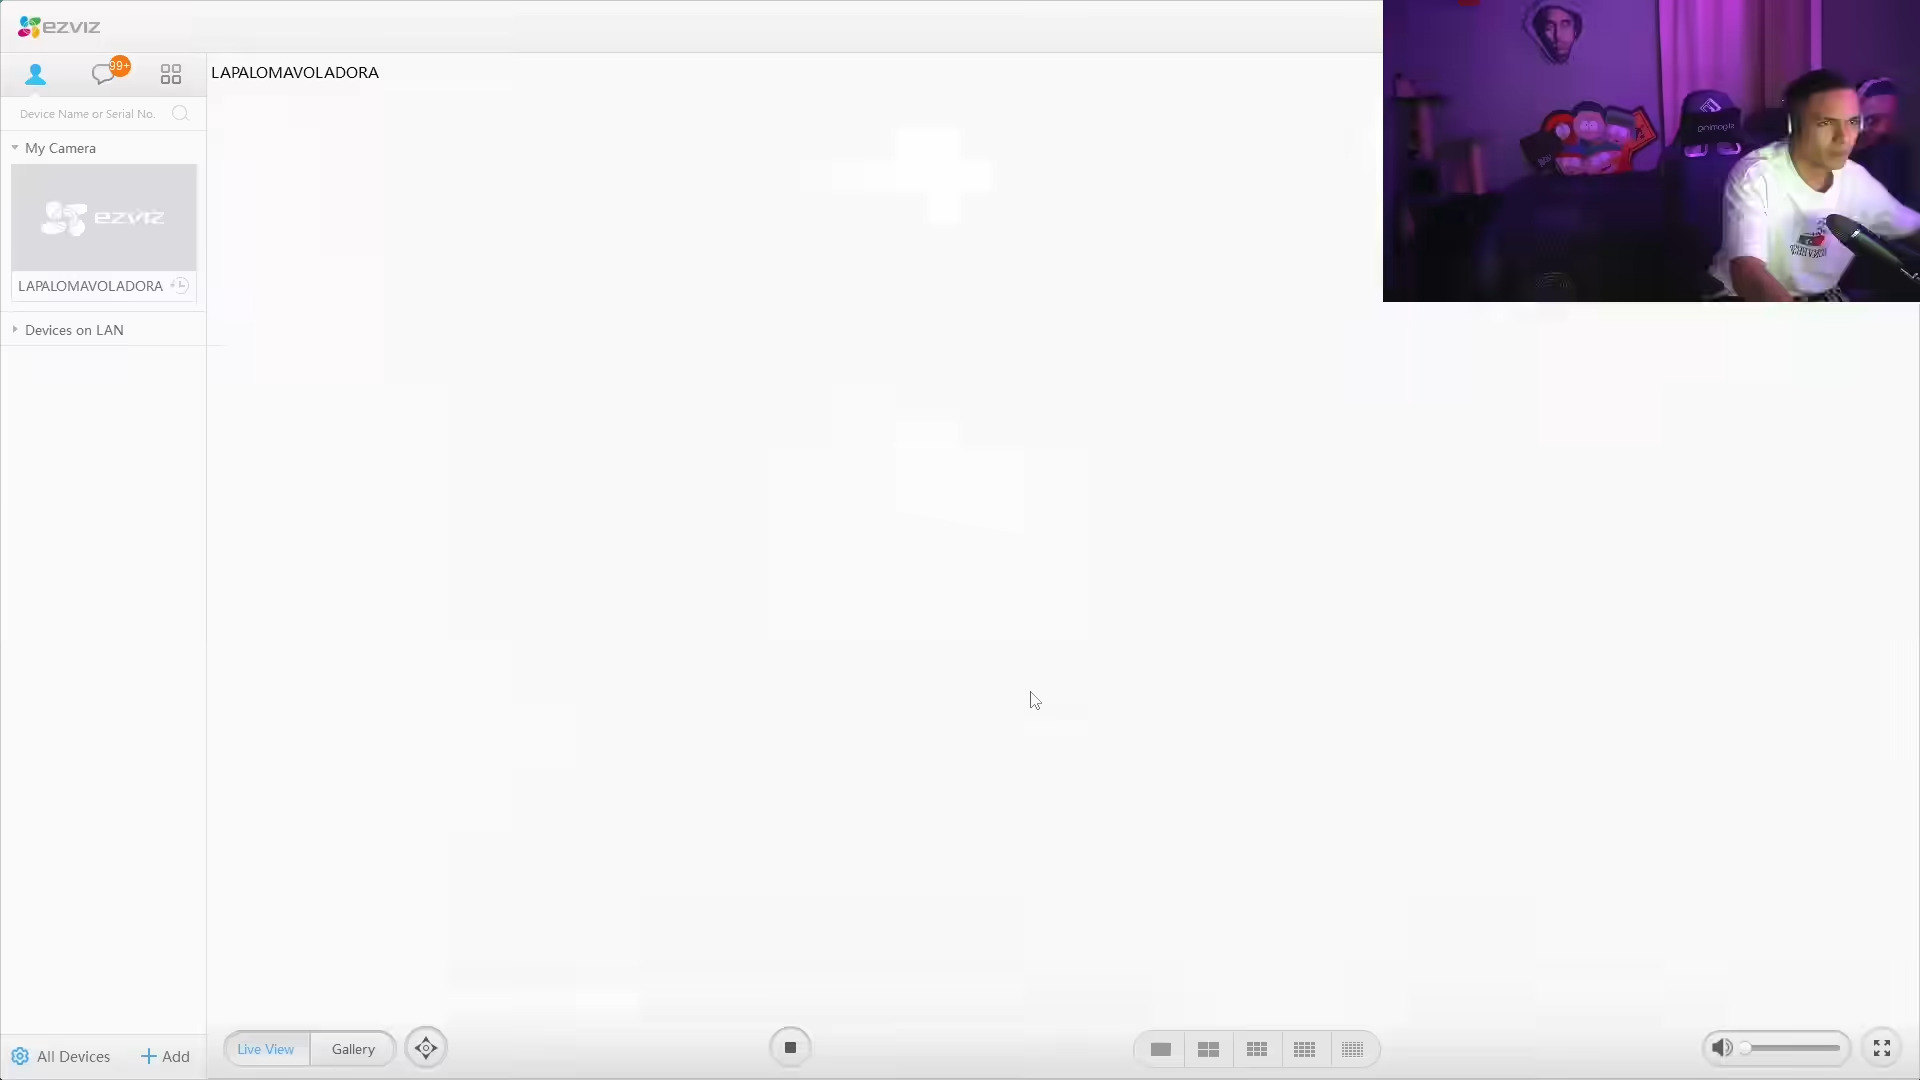 ezviz
99+
LAPALOMAVOLADORA
Device Name or Serial No.
My Camera
ezviz
LAPALOMAVOLADORA
Devices on LAN
All Devices
Add
Live View
Gallery